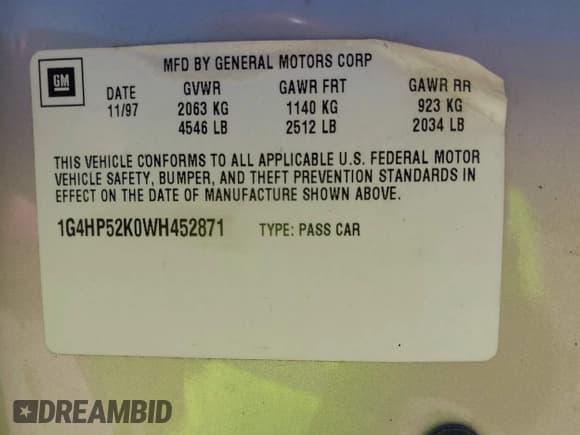 GM
MFD BY GENERAL MOTORS CORP
DATE GVWR GAWR FRT GAWR RR
11/97 2063 KG 1140 KG 923 KG
4546 LB 2512 LB 2034 LB
THIS VEHICLE CONFORMS TO ALL APPLICABLE U.S. FEDERAL MOTOR
VEHICLE SAFETY, BUMPER, AND THEFT PREVENTION STANDARDS IN
EFFECT ON THE DATE OF MANUFACTURE SHOWN ABOVE.
1G4HP52K0WH452871 TYPE: PASS CAR
DREAMBID